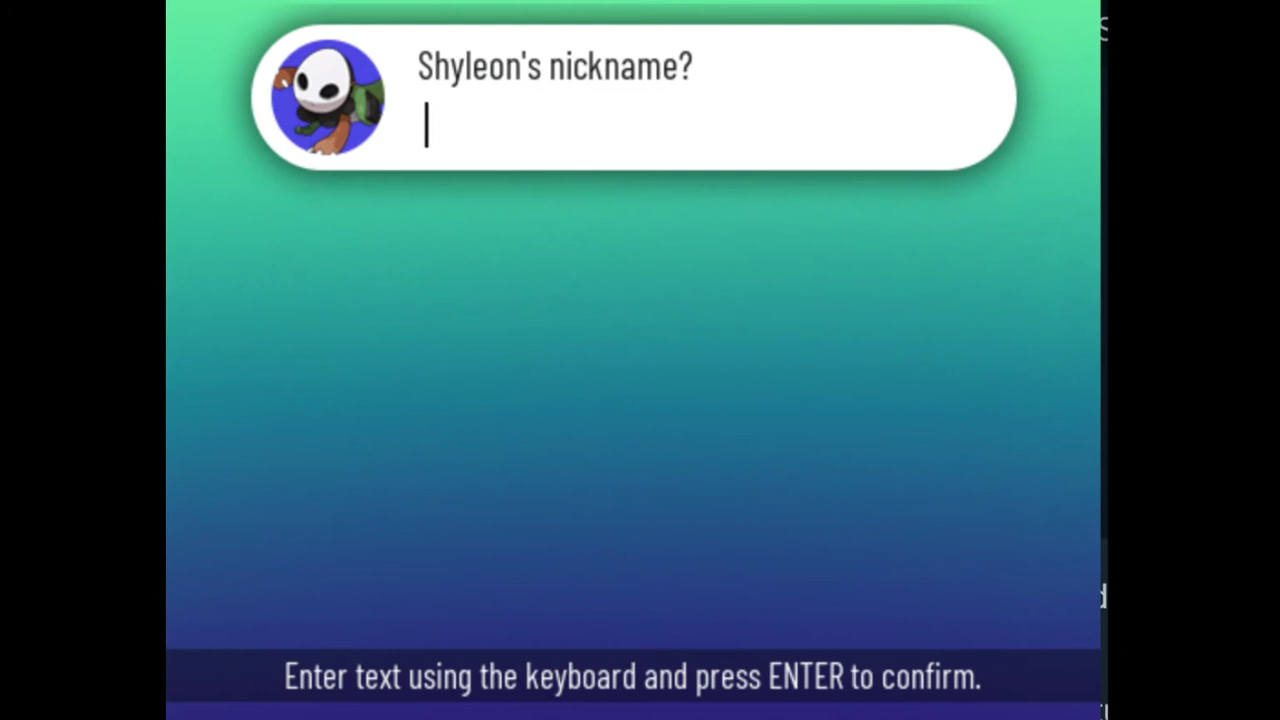 Shyleon's nickname?
Enter text using the keyboard and press ENTER to confirm.